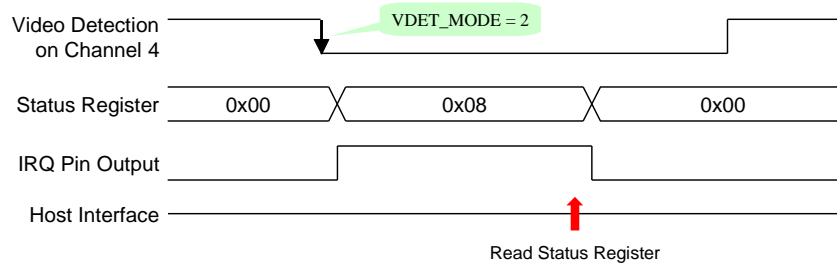 Video Detection
on Channel 4
VDET_MODE = 2
Status Register
0x00
0x08
0x00
IRQ Pin Output
Host Interface
Read Status Register